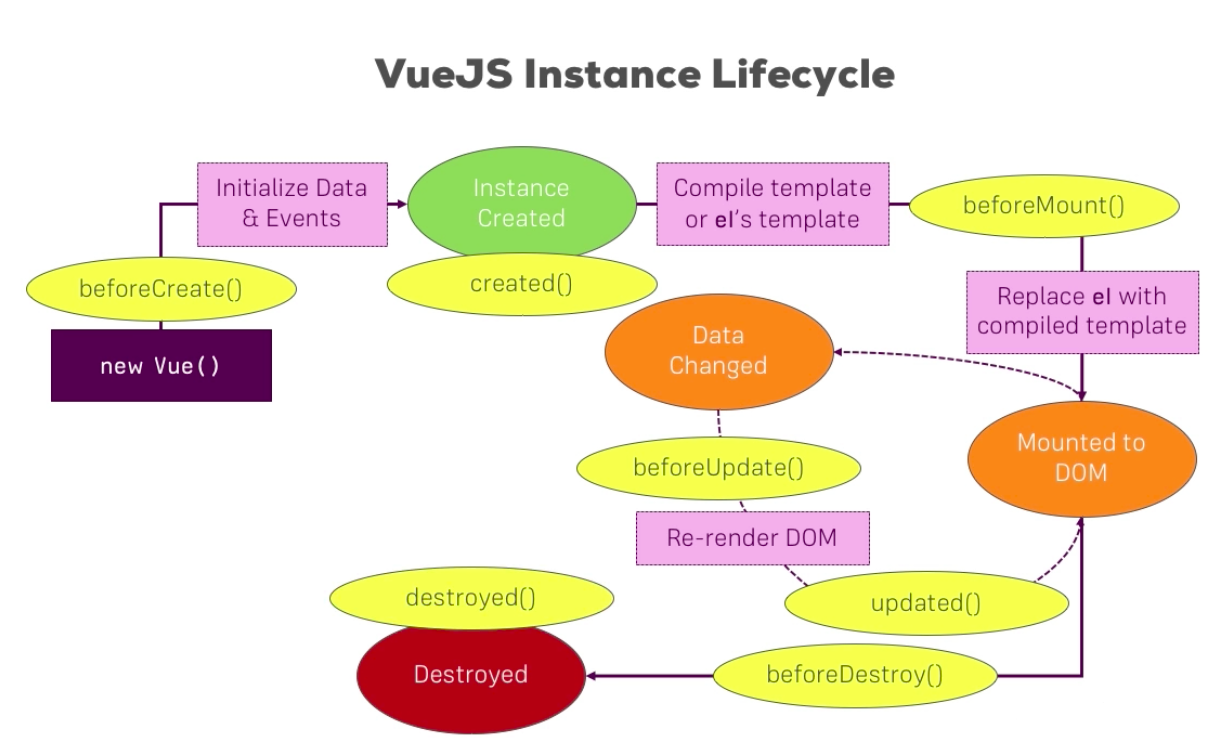 VueJS Instance Lifecycle
Initialize Data
& Events
Instance
Created
Compile template
or el's template
beforeMount()
beforeCreate()
created()
Replace el with
compiled template
new Vue()
Data
Changed
Mounted to
DOM
beforeUpdate()
Re-render DOM
updated()
destroyed()
Destroyed
beforeDestroy()